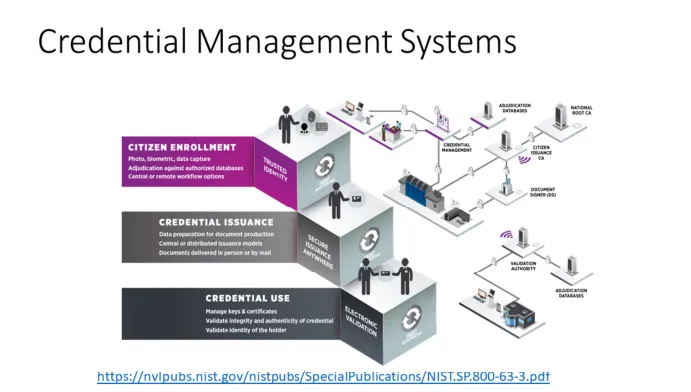 Credential Management Systems
CITIZEN ENROLLMENT
Photo, biometric, data capture
Adjudication against authorized databases
Central or remote workflow options
TRUSTED
IDENTITY
CREDENTIAL ISSUANCE
Data preparation for document production
Central or distributed issuance models
Documents delivered in person or by mail
SECURE
ISSUANCE
ANYWHERE
CREDENTIAL USE
Manage keys & certificates
Validate integrity and authenticity of credential
Validate identity of the holder
ELECTRONIC
VALIDATION
ADJUDICATION
DATABASES
NATIONAL
ROOT CA
CREDENTIAL
MANAGEMENT
CITIZEN
ISSUANCE
CA
DOCUMENT
SIGNER (DS)
VALIDATION
AUTHORITY
ADJUDICATION
DATABASES
https://nvlpubs.nist.gov/nistpubs/SpecialPublications/NIST.SP.800-63-3.pdf